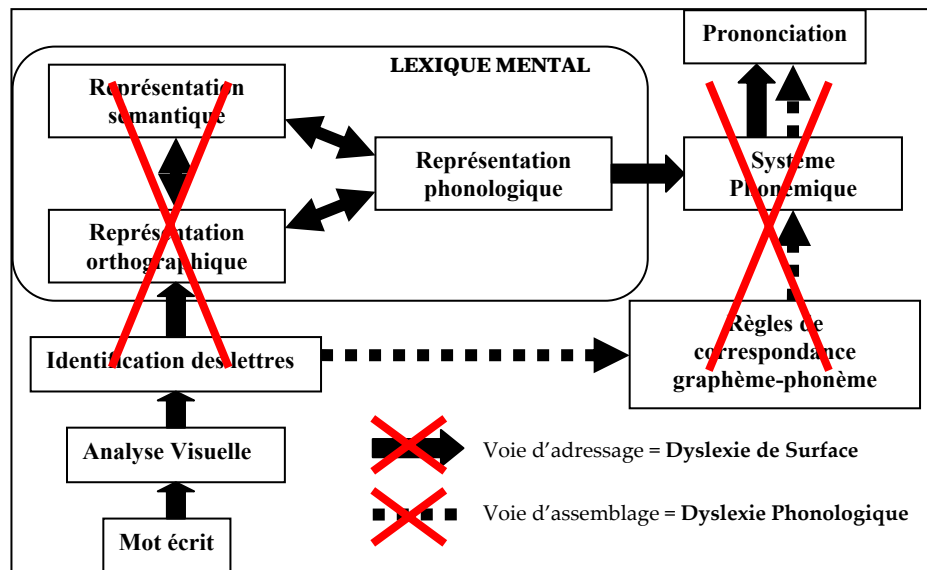 Prononciation
LEXIQUE MENTAL
Représentation
sémantique
Représentation
phonologique
Système
Phonémique
Représentation
orthographique
Identification des lettres
Règles de
correspondance
graphème-phonème
Analyse Visuelle
Mot écrit
Voie d’adressage = Dyslexie de Surface
Voie d’assemblage = Dyslexie Phonologique